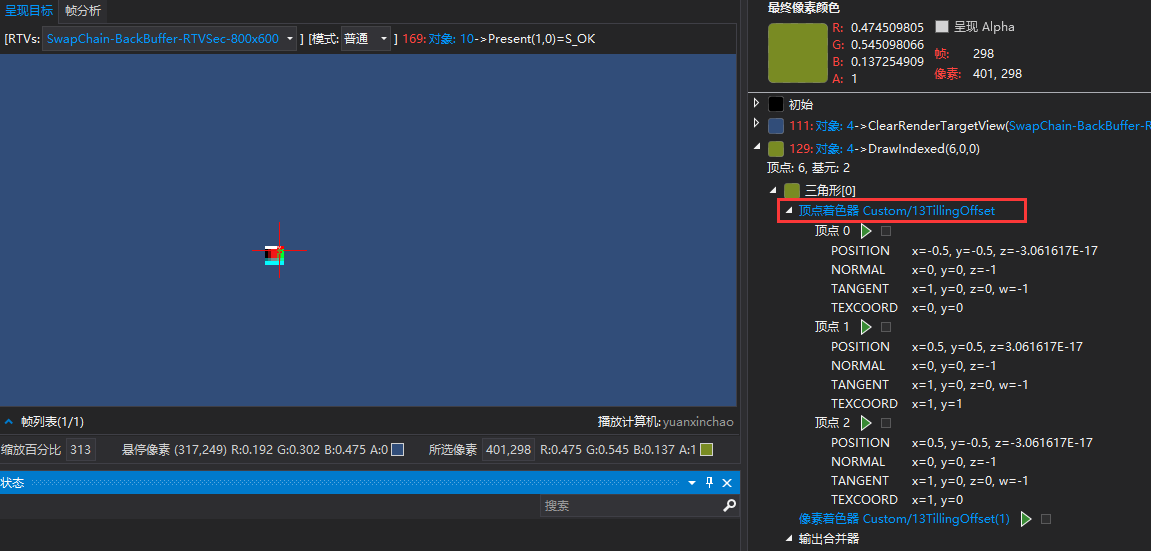 呈现目标 帧分析
[RTVs: SwapChain-BackBuffer-RTVSec-800x600 ] [模式: 普通 ] 169: 对象: 10->Present(1,0)=S_OK
帧列表(1/1)
播放计算机:yuanxinchao
缩放百分比 313 悬停像素 (317,249) R:0.192 G:0.302 B:0.475 A:0 所选像素 401,298 R:0.475 G:0.545 B:0.137 A:1
状态
搜索
最终像素颜色
R: 0.474509805 呈现 Alpha
G: 0.545098066
B: 0.137254909
A: 1
帧: 298
像素: 401, 298
初始
111: 对象: 4->ClearRenderTargetView(SwapChain-BackBuffer-R
129: 对象: 4->DrawIndexed(6,0,0)
顶点: 6, 基元: 2
三角形[0]
顶点着色器 Custom/13TillingOffset
顶点 0
POSITION x=-0.5, y=-0.5, z=-3.061617E-17
NORMAL x=0, y=0, z=-1
TANGENT x=1, y=0, z=0, w=-1
TEXCOORD x=0, y=0
顶点 1
POSITION x=0.5, y=0.5, z=3.061617E-17
NORMAL x=0, y=0, z=-1
TANGENT x=1, y=0, z=0, w=-1
TEXCOORD x=1, y=1
顶点 2
POSITION x=0.5, y=-0.5, z=-3.061617E-17
NORMAL x=0, y=0, z=-1
TANGENT x=1, y=0, z=0, w=-1
TEXCOORD x=1, y=0
像素着色器 Custom/13TillingOffset(1)
输出合并器